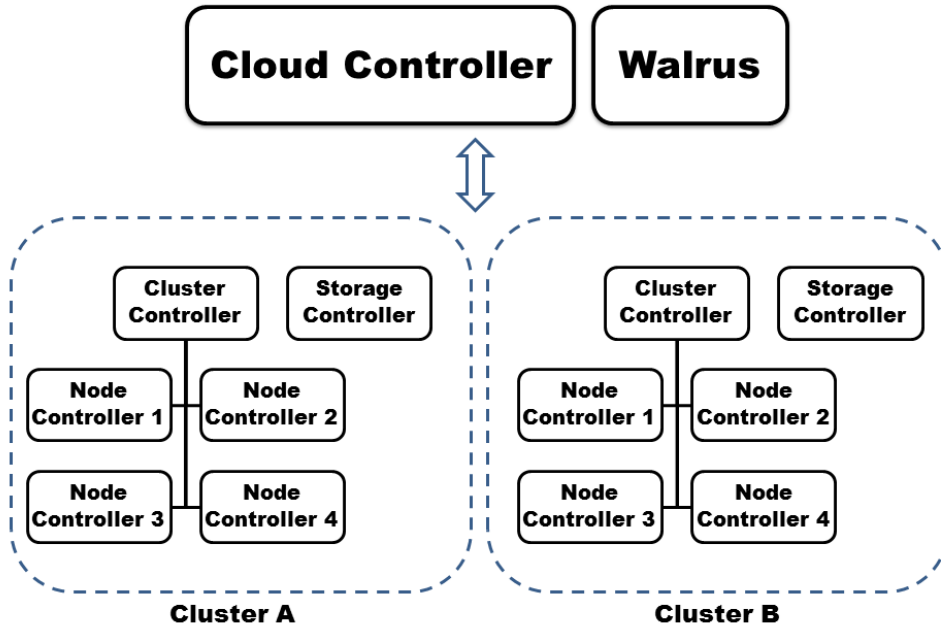 Cloud Controller
Walrus
Cluster
Controller
Storage
Controller
Node
Controller 1
Node
Controller 2
Node
Controller 3
Node
Controller 4
Cluster A
Cluster
Controller
Storage
Controller
Node
Controller 1
Node
Controller 2
Node
Controller 3
Node
Controller 4
Cluster B